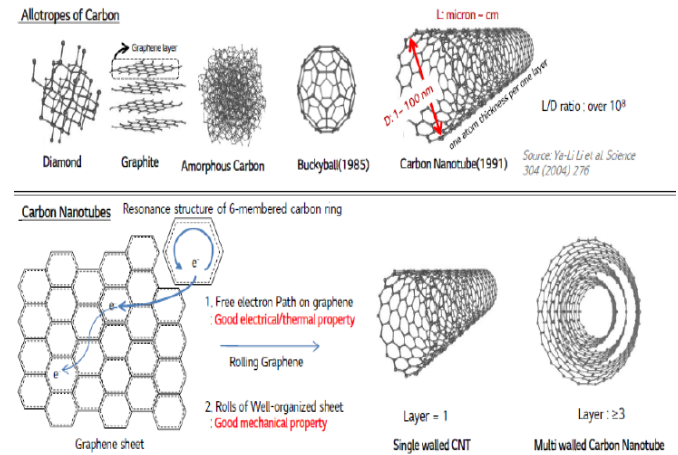 Allotropes of Carbon
L: micron ~ cm
Graphene layer
D: 1~ 100 nm
one atom thickness per one layer
L/D ratio : over 10⁸
Diamond
Graphite
Amorphous Carbon
Buckyball(1985)
Carbon Nanotube(1991)
Source: Ya-Li Li et al. Science
304 (2004) 276
Carbon Nanotubes
Resonance structure of 6-membered carbon ring
e⁻
e⁻
e⁻
1. Free electron Path on graphene
: Good electrical/thermal property
Rolling Graphene
2. Rolls of Well-organized sheet
: Good mechanical property
Graphene sheet
Layer = 1
Single walled CNT
Layer : ≥3
Multi walled Carbon Nanotube